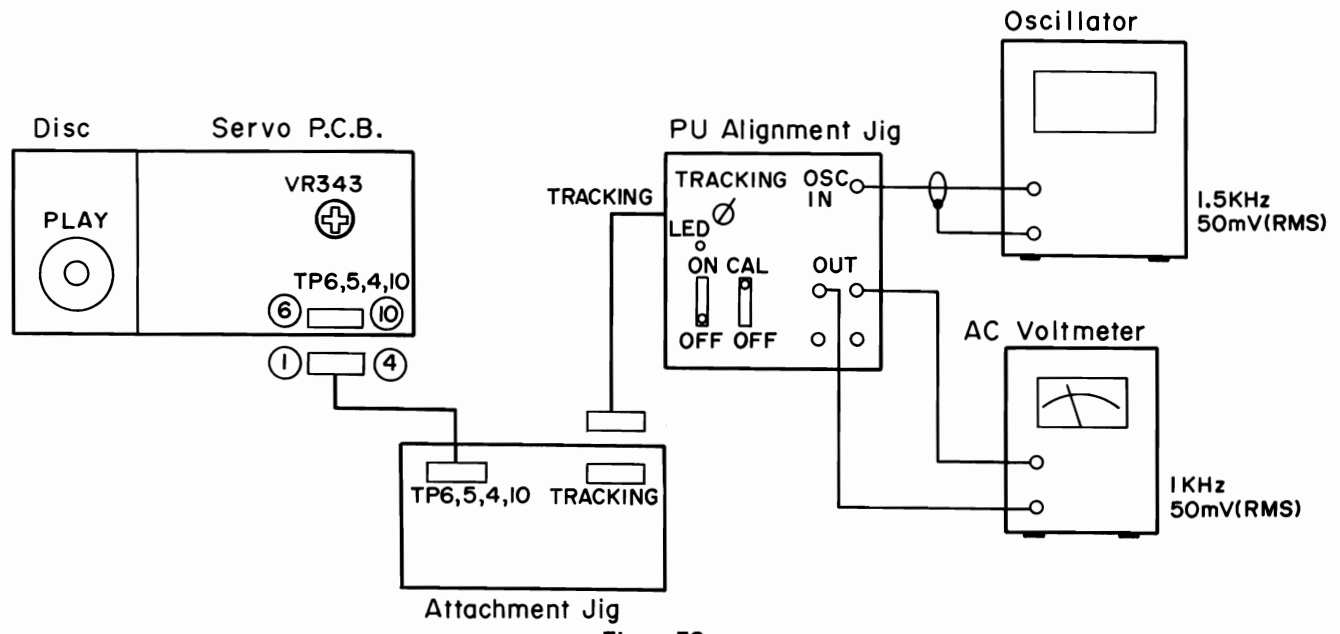 Oscillator
Disc
Servo P.C.B.
PU Alignment Jig
VR343
PLAY
TP6,5,4,10
6
10
1
4
TRACKING
TRACKING
OSC
IN
LED
ON CAL
OUT
OFF OFF
1.5KHz
50mV(RMS)
AC Voltmeter
1KHz
50mV(RMS)
TP6,5,4,10
TRACKING
Attachment Jig